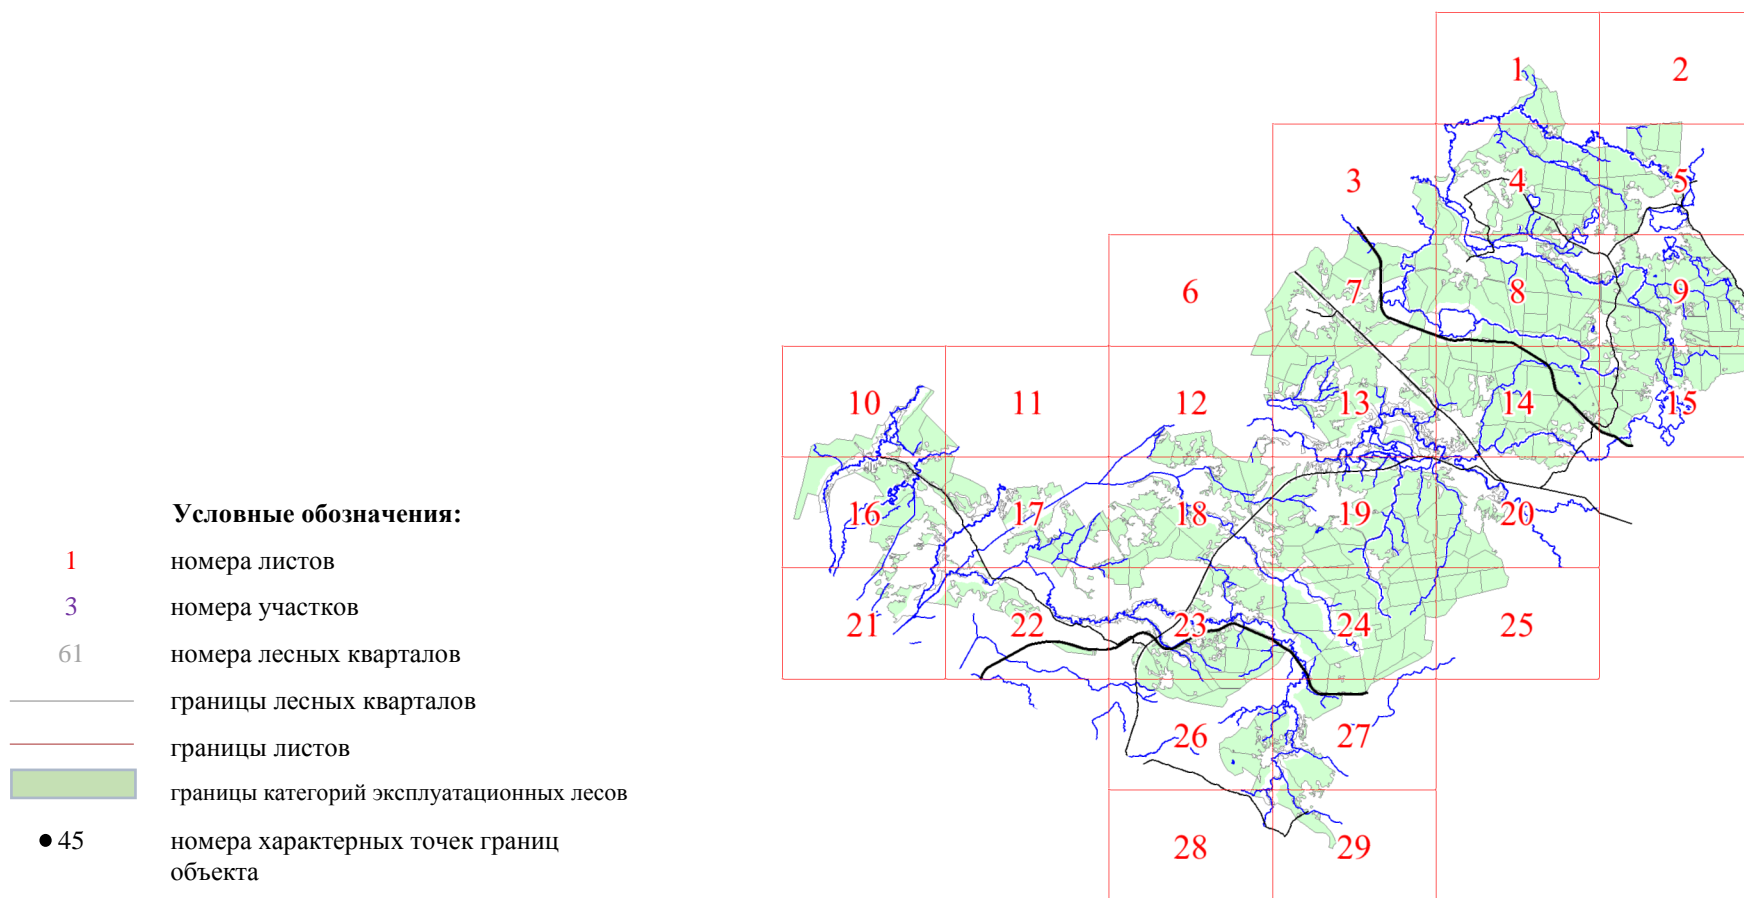 Условные обозначения:
1 номера листов
3 номера участков
61 номера лесных кварталов
границы лесных кварталов
границы листов
границы категорий эксплуатационных лесов
45 номера характерных точек границ
объекта
1 2
3 4 5
6 7 8 9
10 11 12 13 14 15
16 17 18 19 20
21 22 23 24 25
26 27
28 29